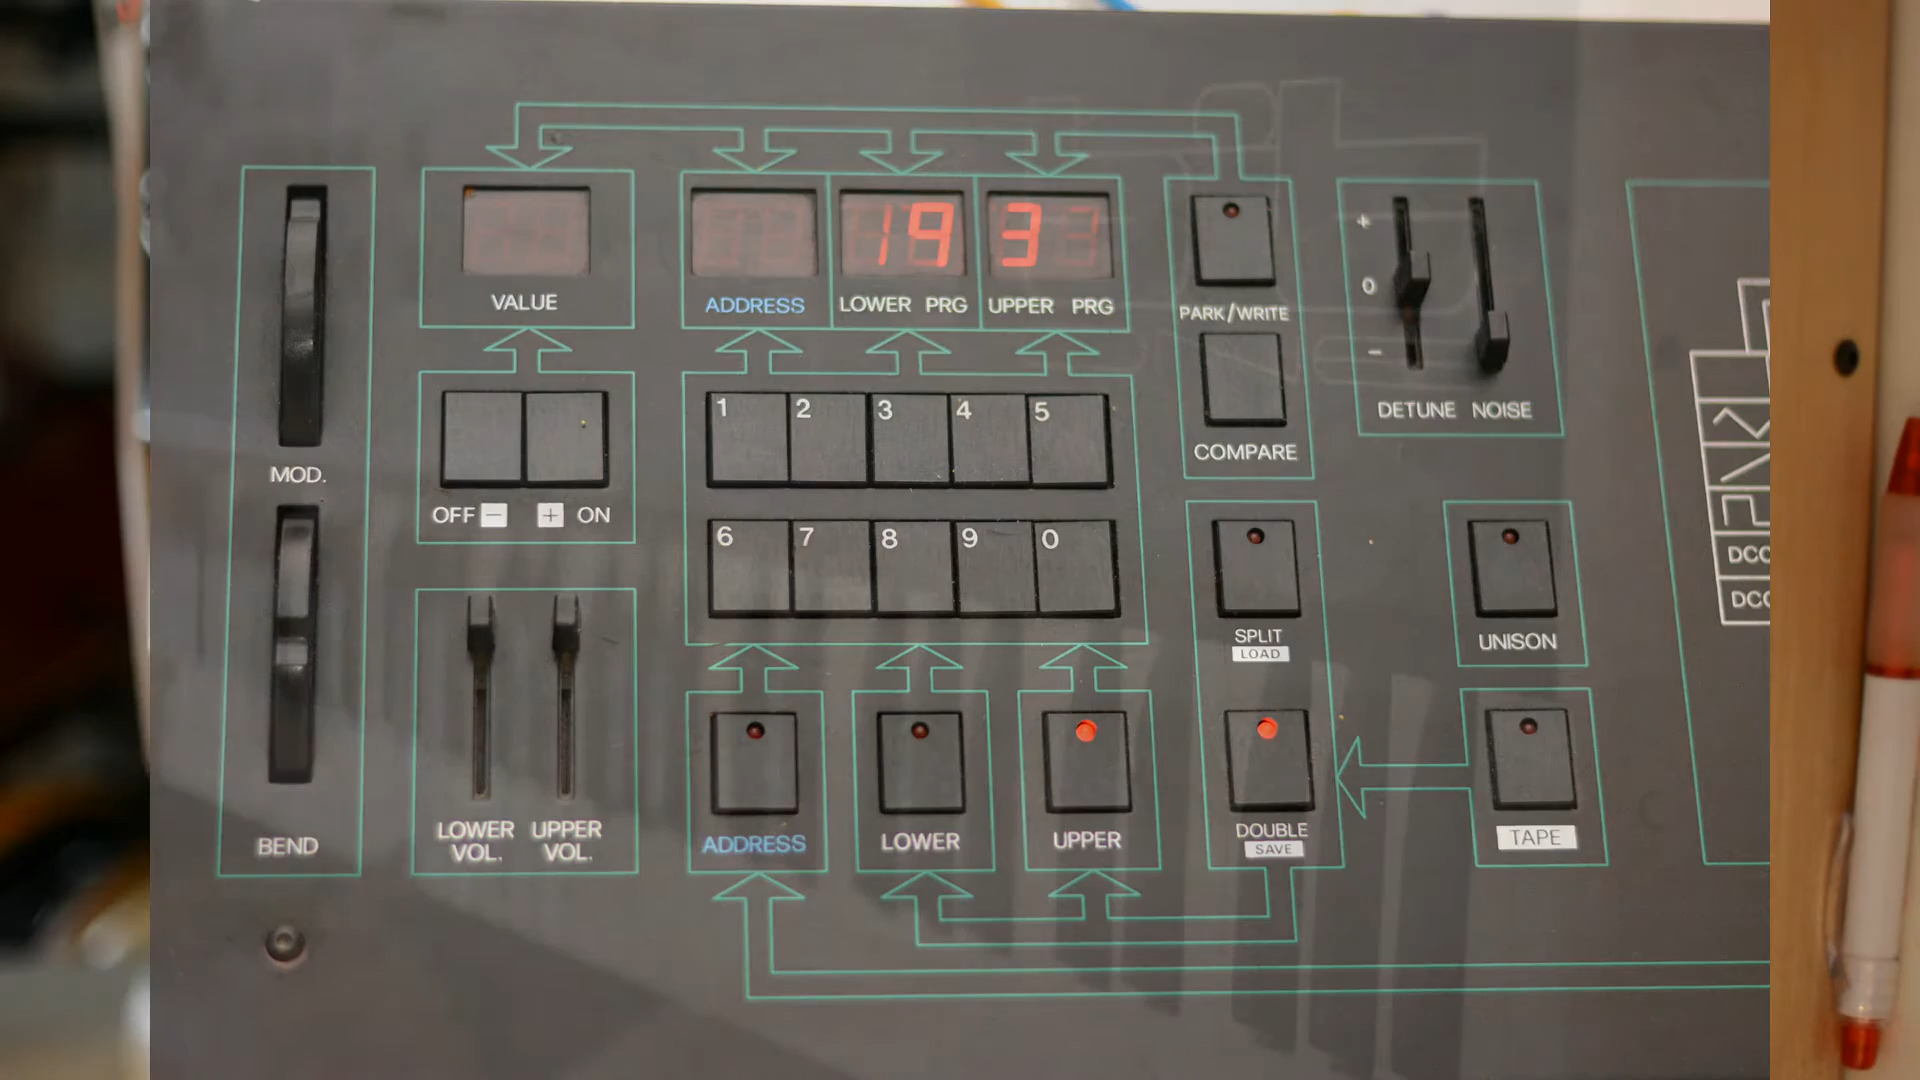 19 3
VALUE
ADDRESS LOWER PRG UPPER PRG
PARK/WRITE
+
0
-
DETUNE NOISE
1 2 3 4 5
MOD.
COMPARE
OFF - + ON
6 7 8 9 0
SPLIT
LOAD
UNISON
DCO
DCO
LOWER VOL.
UPPER VOL.
BEND
ADDRESS
LOWER
UPPER
DOUBLE
SAVE
TAPE